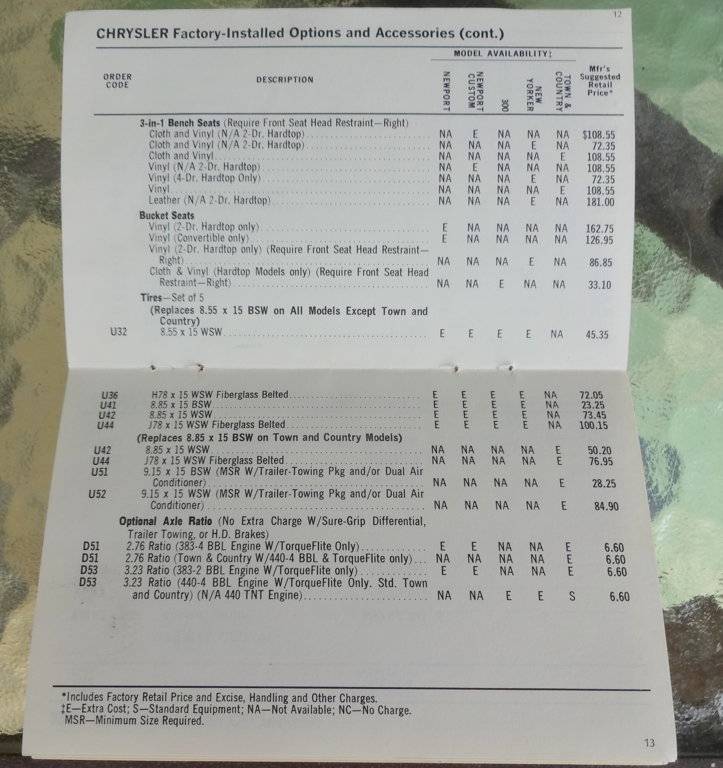 12
CHRYSLER Factory-Installed Options and Accessories (cont.)
MODEL AVAILABILITY‡
ORDER CODE DESCRIPTION NEWPORT NEWPORT CUSTOM 300 NEW YORKER TOWN & COUNTRY Mfr's Suggested Retail Price*
3-in-1 Bench Seats (Require Front Seat Head Restraint—Right)
Cloth and Vinyl (N/A 2-Dr. Hardtop) NA E NA NA NA $108.55
Cloth and Vinyl (N/A 2-Dr. Hardtop) NA NA NA E NA 72.35
Cloth and Vinyl NA NA NA NA E 108.55
Vinyl (N/A 2-Dr. Hardtop) NA E NA NA NA 108.55
Vinyl (4-Dr. Hardtop Only) NA NA NA E NA 72.35
Vinyl NA NA NA NA E 108.55
Leather (N/A 2-Dr. Hardtop) NA NA NA E NA 181.00
Bucket Seats
Vinyl (2-Dr. Hardtop only) E NA NA NA NA 162.75
Vinyl (Convertible only) E NA NA NA NA 126.95
Vinyl (2-Dr. Hardtop only) (Require Front Seat Head Restraint—
Right) NA NA NA E NA 86.85
Cloth & Vinyl (Hardtop Models only) (Require Front Seat Head
Restraint—Right) NA NA E NA NA 33.10
Tires—Set of 5
(Replaces 8.55 x 15 BSW on All Models Except Town and
Country)
U32 8.55 x 15 WSW E E E E NA 45.35
U36 H78 x 15 WSW Fiberglass Belted E E E E NA 72.05
U41 8.85 x 15 BSW E E E E NA 23.25
U42 8.85 x 15 WSW E E E E NA 73.45
U44 J78 x 15 WSW Fiberglass Belted E E E E NA 100.15
(Replaces 8.85 x 15 BSW on Town and Country Models)
U42 8.85 x 15 WSW NA NA NA NA E 50.20
U44 J78 x 15 WSW Fiberglass Belted NA NA NA NA E 76.95
U51 9.15 x 15 BSW (MSR W/Trailer-Towing Pkg and/or Dual Air
Conditioner) NA NA NA NA E 28.25
U52 9.15 x 15 WSW (MSR W/Trailer-Towing Pkg and/or Dual Air
Conditioner) NA NA NA NA E 84.90
Optional Axle Ratio (No Extra Charge W/Sure-Grip Differential,
Trailer Towing, or H.D. Brakes)
D51 2.76 Ratio (383-4 BBL Engine W/TorqueFlite Only) E E NA NA E 6.60
D51 2.76 Ratio (Town & Country W/440-4 BBL & TorqueFlite only) NA NA NA NA E 6.60
D53 3.23 Ratio (383-2 BBL Engine W/TorqueFlite only) E E NA NA E 6.60
D53 3.23 Ratio (440-4 BBL Engine W/TorqueFlite Only. Std. Town
and Country) (N/A 440 TNT Engine) NA NA E E S 6.60
*Includes Factory Retail Price and Excise, Handling and Other Charges.
‡E—Extra Cost; S—Standard Equipment; NA—Not Available; NC—No Charge.
MSR—Minimum Size Required.
13